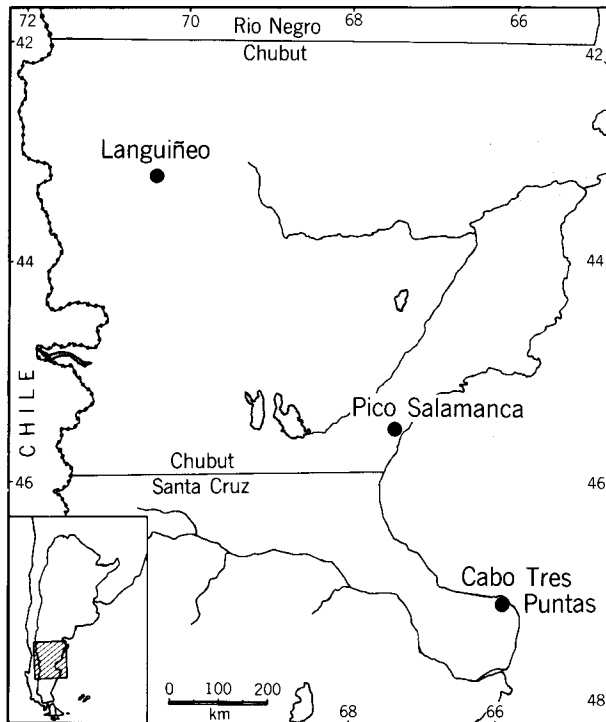 72 70 68 66
42 Rio Negro
Chubut 42
Languiñeo
44 44
Pico Salamanca
CHILE
Chubut
46 Santa Cruz 46
Cabo Tres
Puntas
0 100 200
km
68 66 48